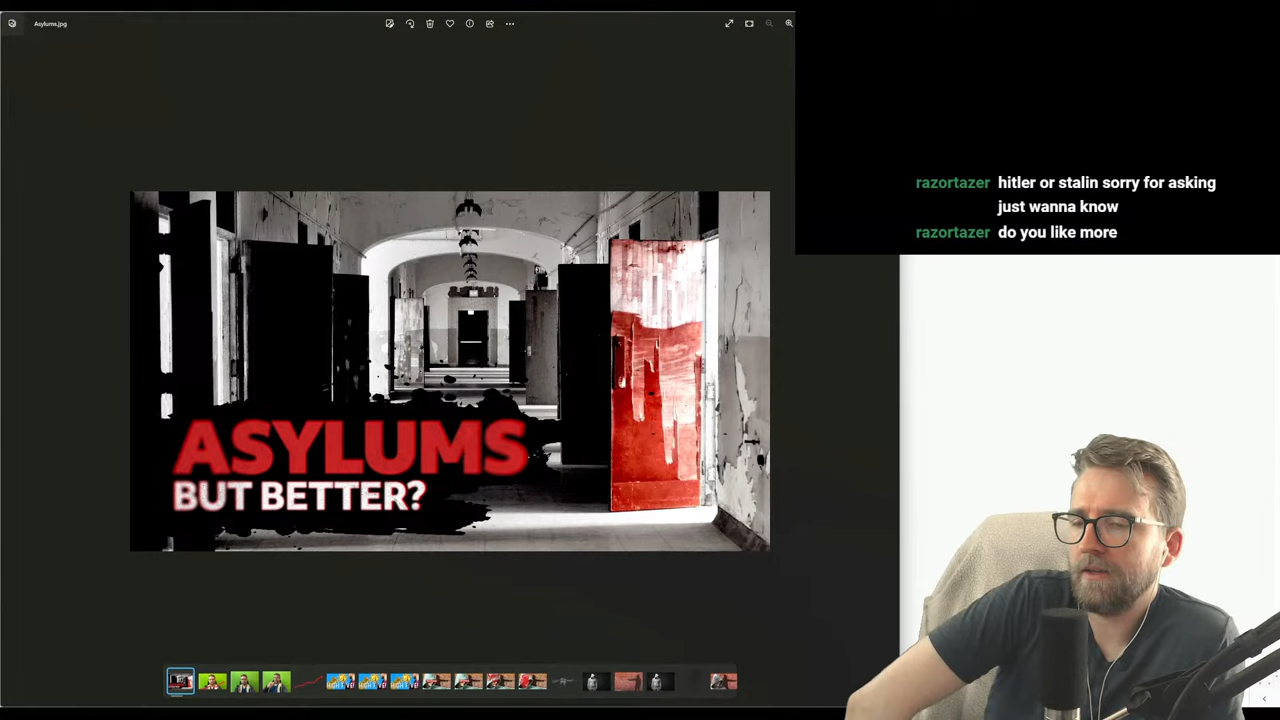 Asylums.jpg
razortazer hitler or stalin sorry for asking
just wanna know
razortazer do you like more
ASYLUMS
BUT BETTER?